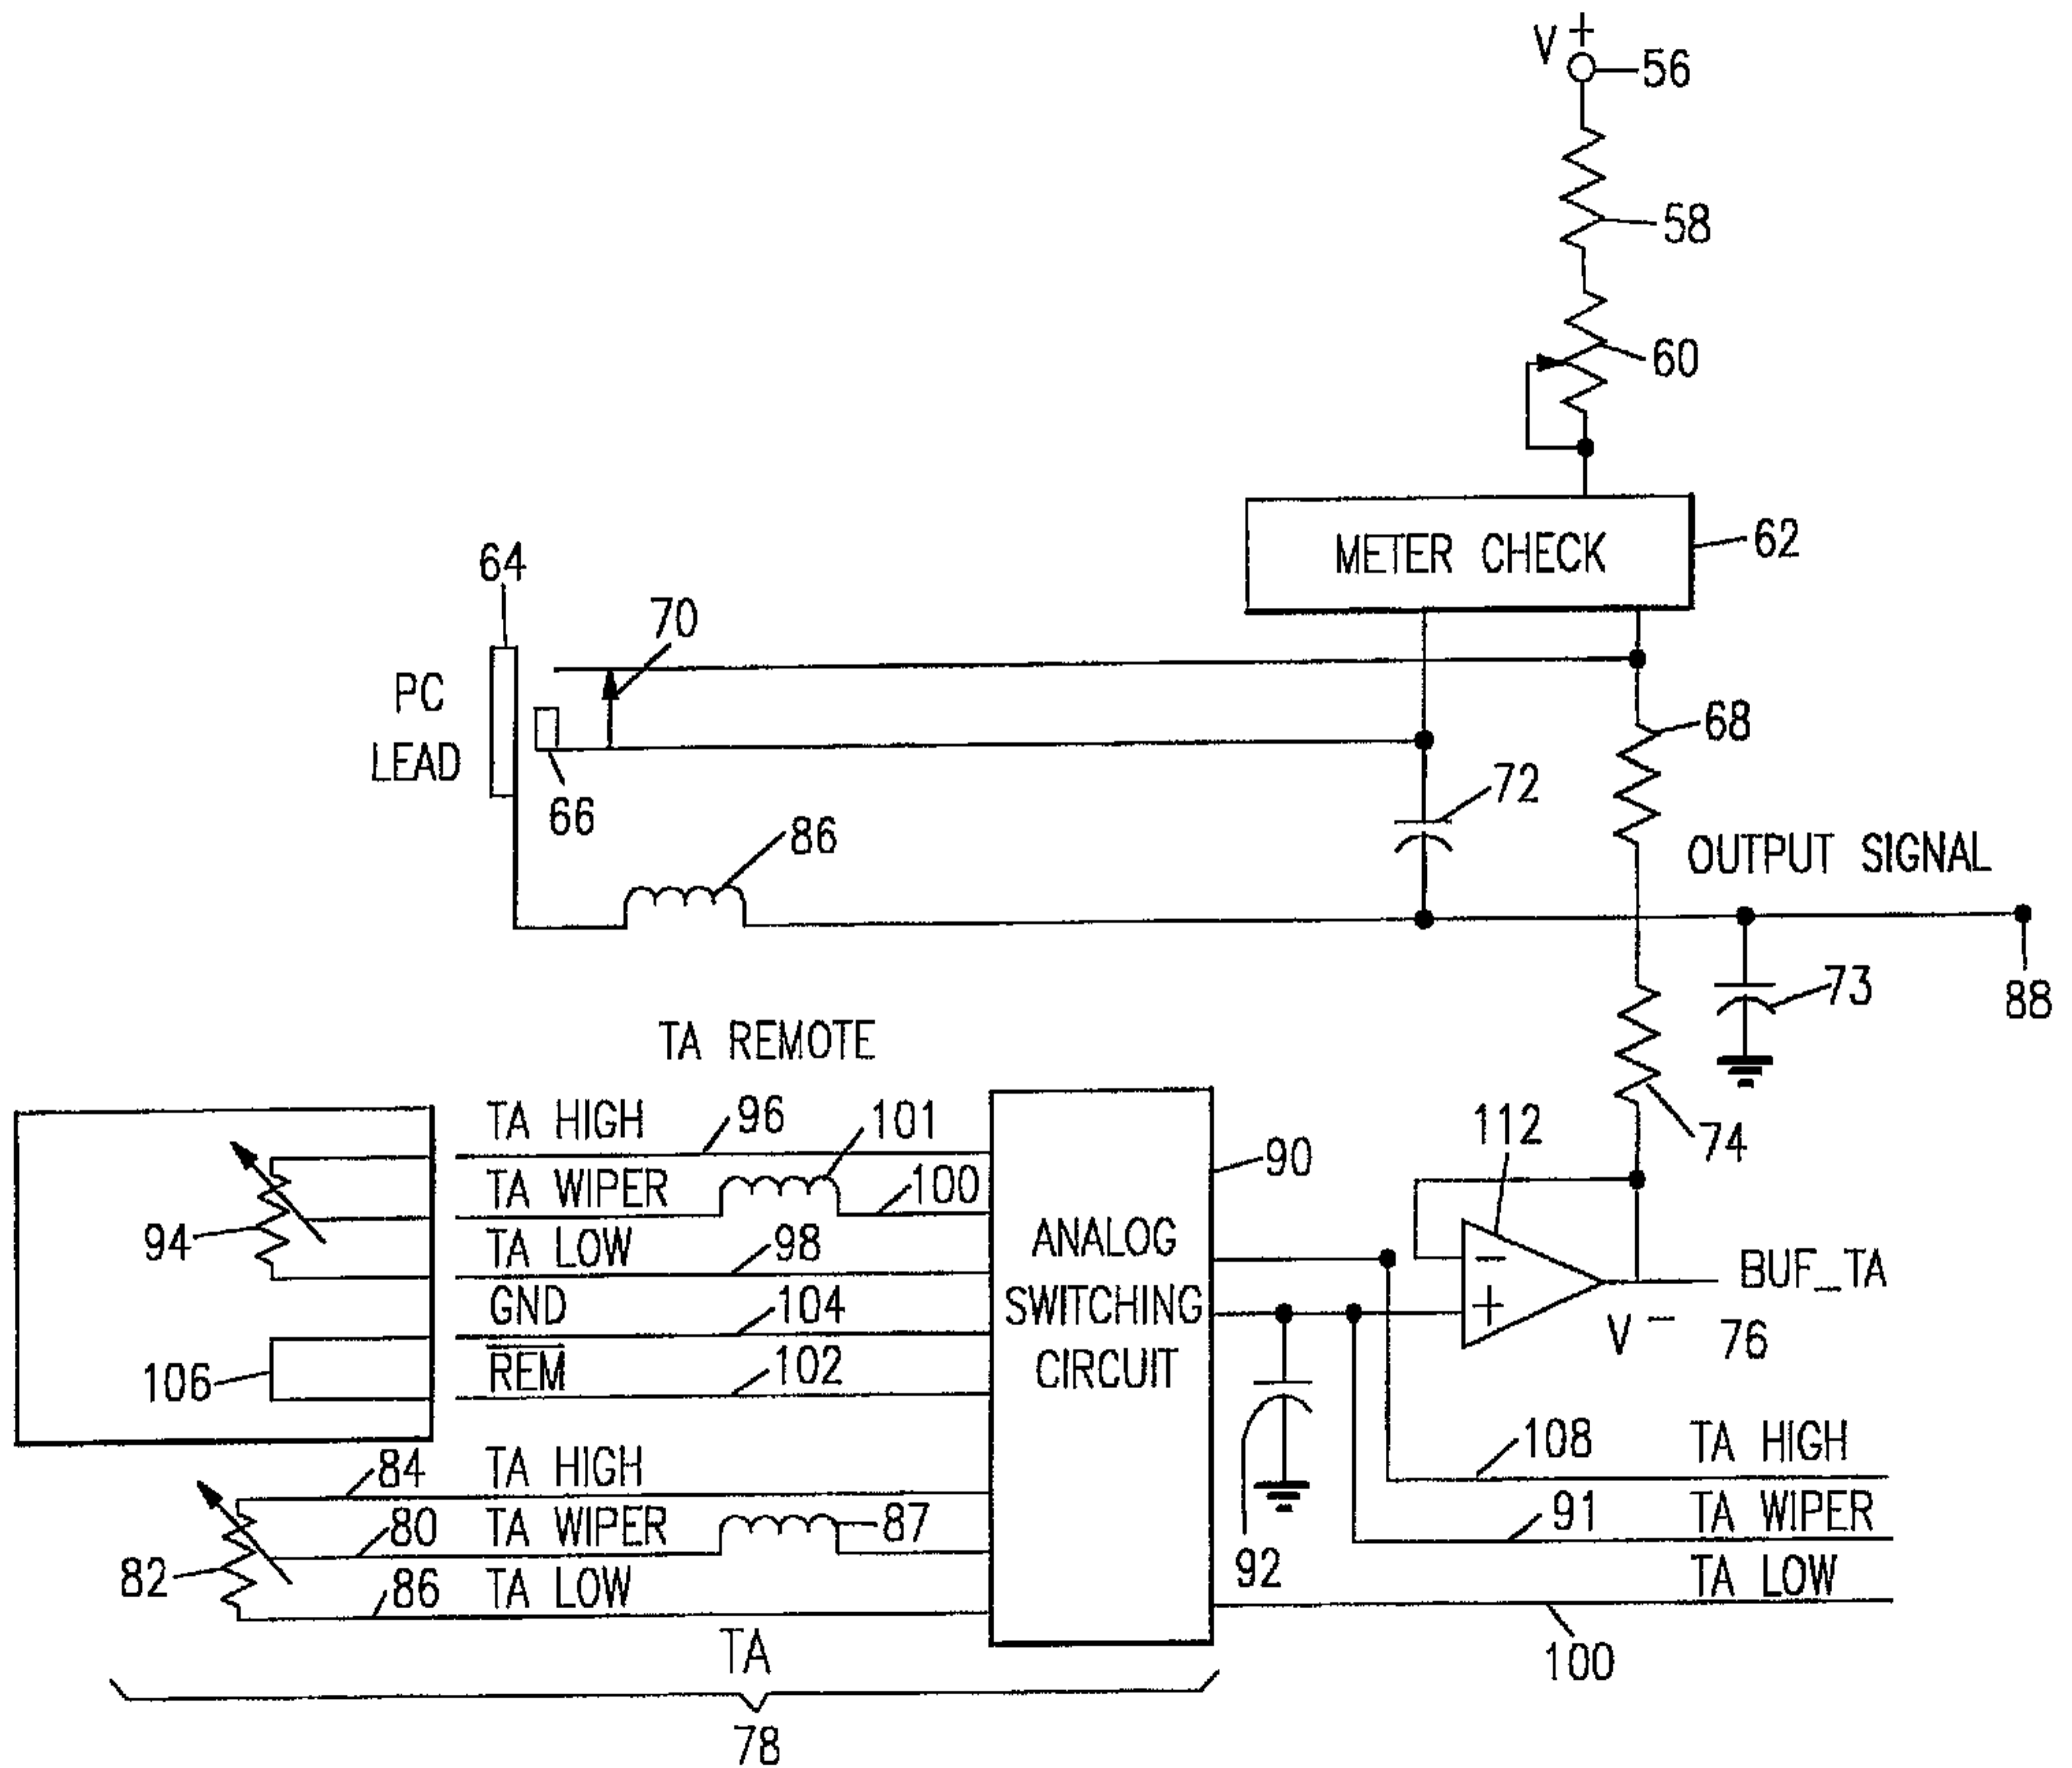 V +
56
58
60
METER CHECK
62
64
70
PC
LEAD
66
68
72
86
OUTPUT SIGNAL
73
88
TA REMOTE
74
112
TA HIGH
96
101
90
TA WIPER
100
94
TA LOW
98
ANALOG
SWITCHING
CIRCUIT
−
+
BUF_TA
V −
76
GND
104
106
REM
102
84
TA HIGH
108
TA HIGH
80
TA WIPER
87
91
TA WIPER
82
86
TA LOW
92
TA LOW
100
TA
78